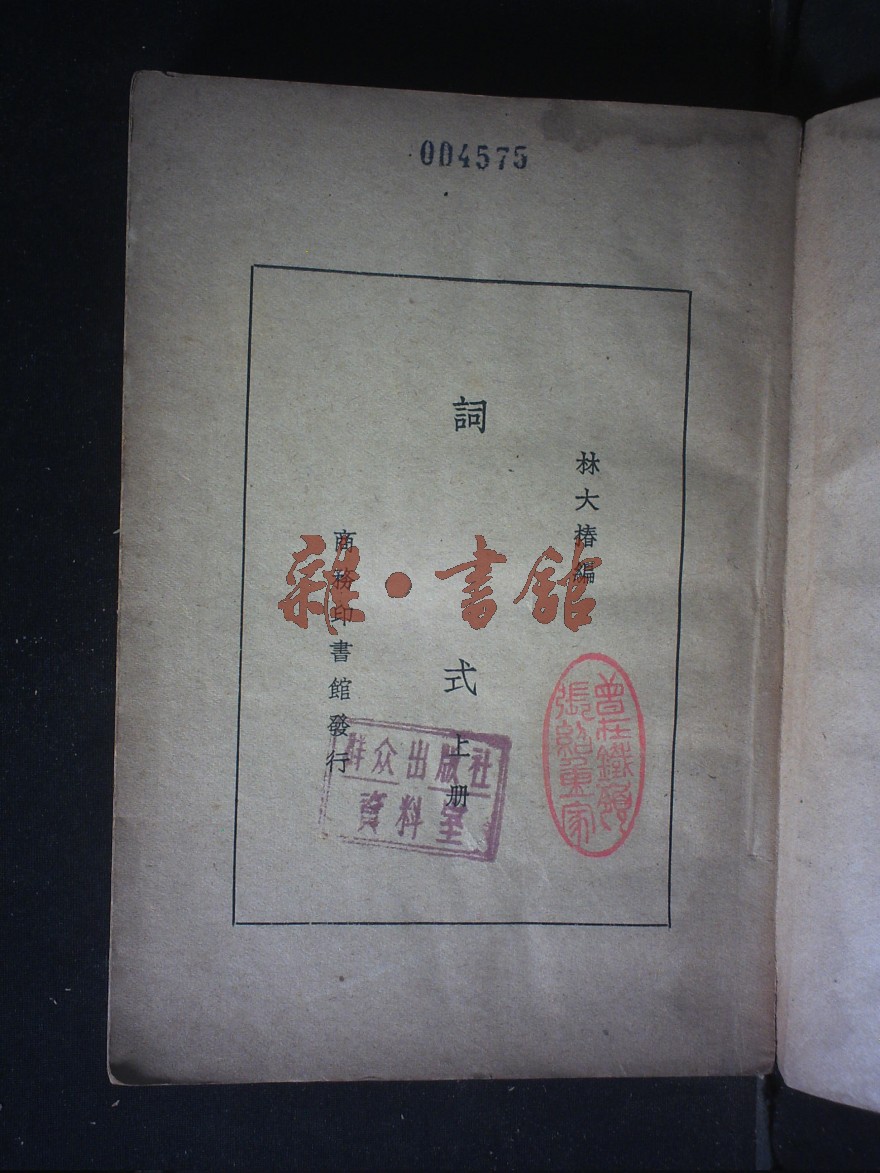 004575
林大椿編
詞式上册
商務印書館發行
雜·書館
群众出版社
資料室
曾在鐵嶺
張紹重家